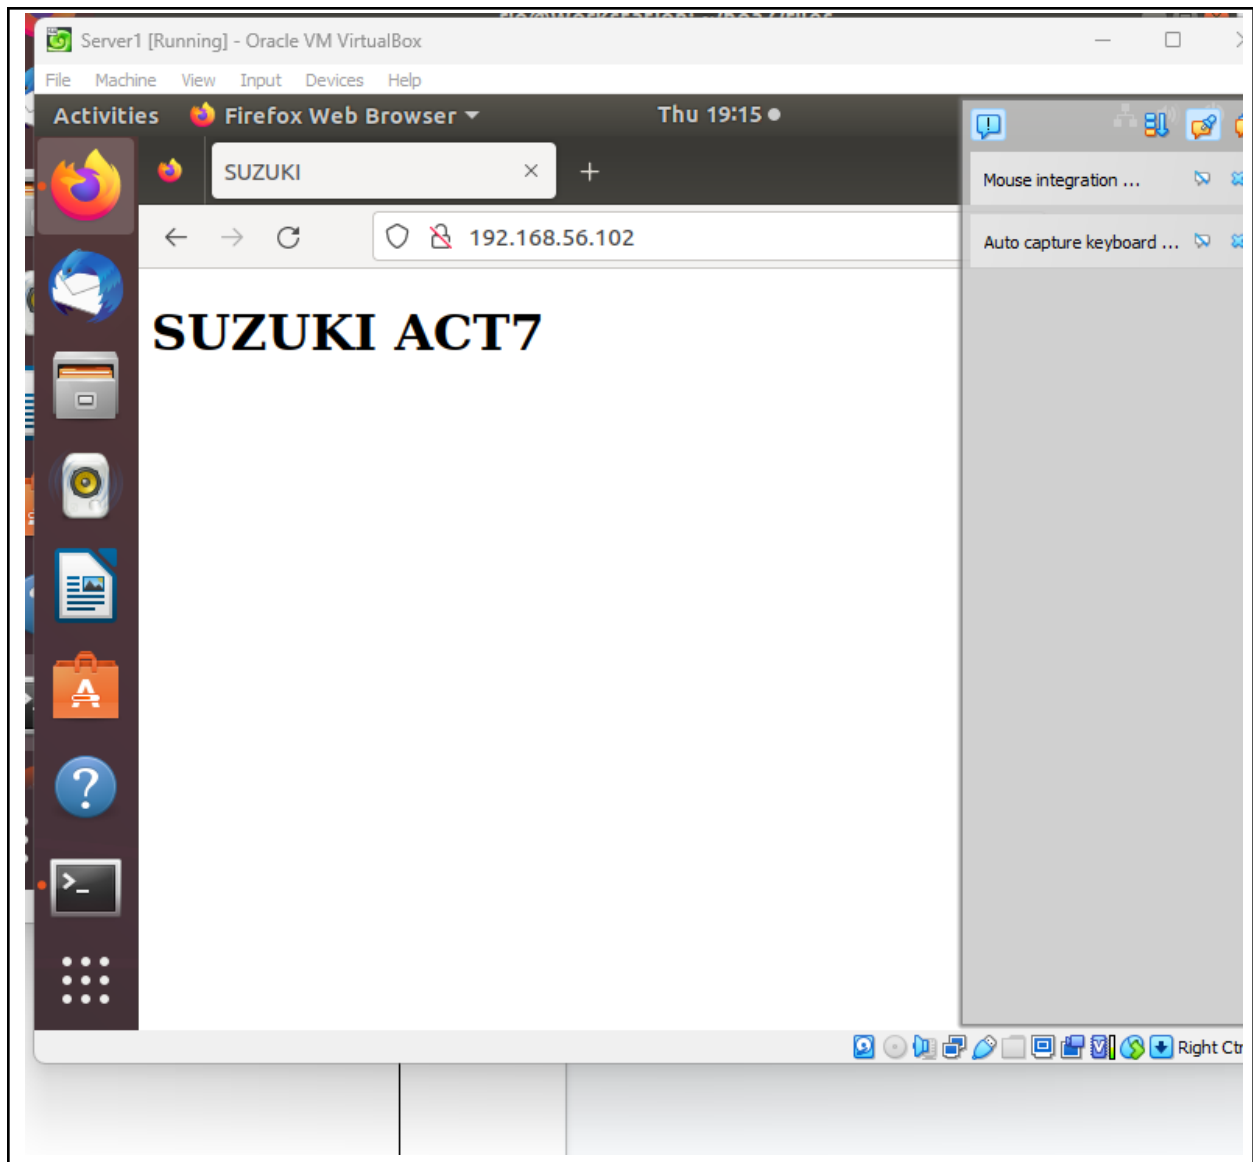 Server1 [Running] - Oracle VM VirtualBox
File Machine View Input Devices Help
Activities Firefox Web Browser Thu 19:15
SUZUKI
192.168.56.102
Mouse integration ...
Auto capture keyboard ...
SUZUKI ACT7
Right Ctr